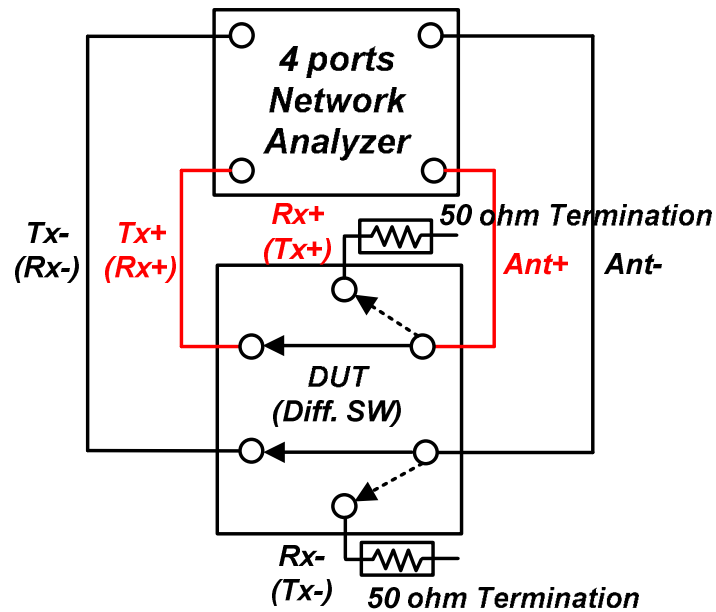 4 ports
Network
Analyzer
Rx+
(Tx+)
50 ohm Termination
Tx-
(Rx-)
Tx+
(Rx+)
Ant+
Ant-
DUT
(Diff. SW)
Rx-
(Tx-)
50 ohm Termination